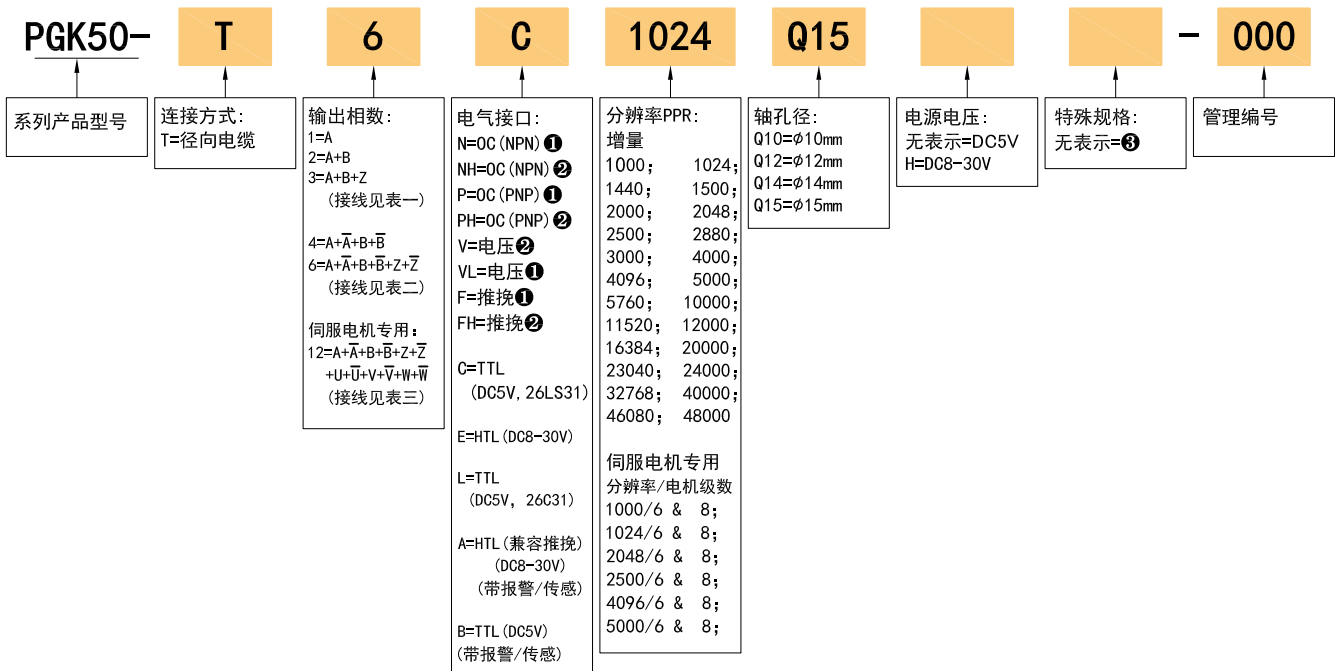 PGK50- T 6 C 1024 Q15 - 000
系列产品型号
连接方式:
T=径向电缆
输出相数:
1=A
2=A+B
3=A+B+Z
(接线见表一)
4=A+A̅+B+B̅
6=A+A̅+B+B̅+Z+Z̅
(接线见表二)
伺服电机专用:
12=A+A̅+B+B̅+Z+Z̅
+U+U̅+V+V̅+W+W̅
(接线见表三)
电气接口:
N=OC(NPN)❶
NH=OC(NPN)❷
P=OC(PNP)❶
PH=OC(PNP)❷
V=电压❷
VL=电压❶
F=推挽❶
FH=推挽❷
C=TTL
(DC5V,26LS31)
E=HTL(DC8-30V)
L=TTL
(DC5V, 26C31)
A=HTL(兼容推挽)
(DC8-30V)
(带报警/传感)
B=TTL(DC5V)
(带报警/传感)
分辨率PPR:
增量
1000; 1024;
1440; 1500;
2000; 2048;
2500; 2880;
3000; 4000;
4096; 5000;
5760; 10000;
11520; 12000;
16384; 20000;
23040; 24000;
32768; 40000;
46080; 48000
伺服电机专用
分辨率/电机级数
1000/6 & 8;
1024/6 & 8;
2048/6 & 8;
2500/6 & 8;
4096/6 & 8;
5000/6 & 8;
轴孔径:
Q10=φ10mm
Q12=φ12mm
Q14=φ14mm
Q15=φ15mm
电源电压:
无表示=DC5V
H=DC8-30V
特殊规格:
无表示=❸
管理编号